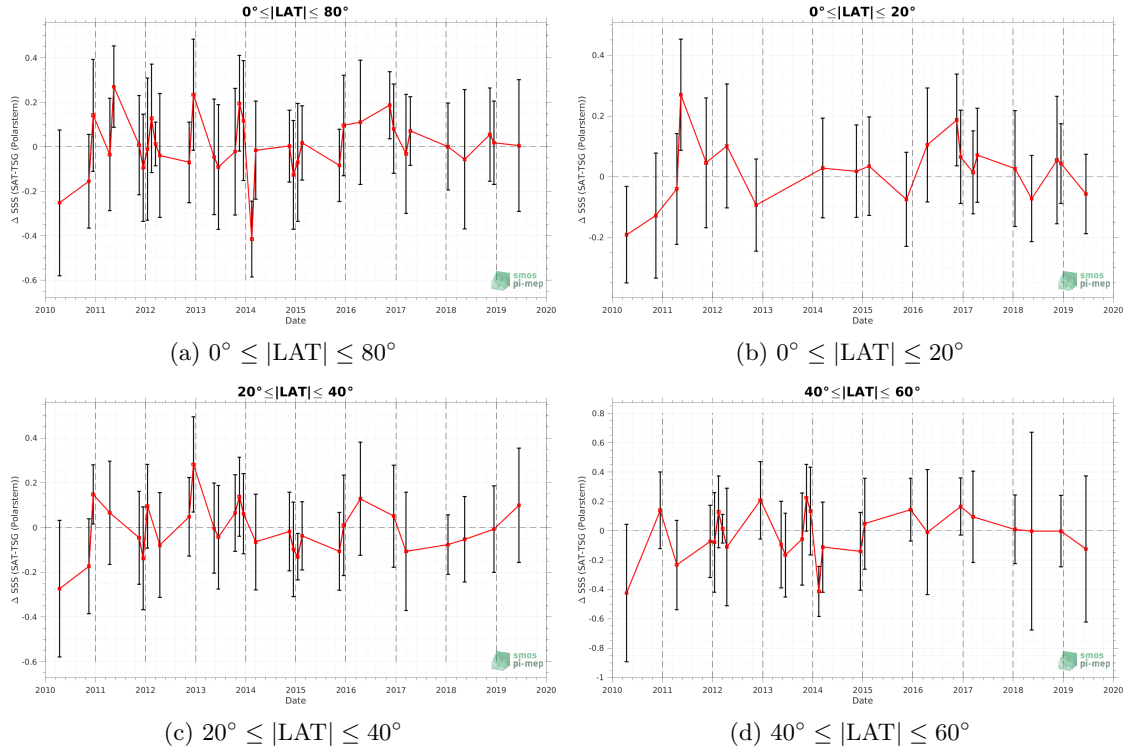 0°≤|LAT|≤ 80°
Δ SSS (SAT-TSG (Polarstern))
0.4
0.2
0
-0.2
-0.4
-0.6
2010 2011 2012 2013 2014 2015 2016 2017 2018 2019 2020
Date
smos
pi-mep
(a) 0° ≤ |LAT| ≤ 80°
0°≤|LAT|≤ 20°
Δ SSS (SAT-TSG (Polarstern))
0.4
0.2
0
-0.2
2010 2011 2012 2013 2014 2015 2016 2017 2018 2019 2020
Date
smos
pi-mep
(b) 0° ≤ |LAT| ≤ 20°
20°≤|LAT|≤ 40°
Δ SSS (SAT-TSG (Polarstern))
0.4
0.2
0
-0.2
-0.4
-0.6
2010 2011 2012 2013 2014 2015 2016 2017 2018 2019 2020
Date
smos
pi-mep
(c) 20° ≤ |LAT| ≤ 40°
40°≤|LAT|≤ 60°
Δ SSS (SAT-TSG (Polarstern))
0.8
0.6
0.4
0.2
0
-0.2
-0.4
-0.6
-0.8
-1
2010 2011 2012 2013 2014 2015 2016 2017 2018 2019 2020
Date
smos
pi-mep
(d) 40° ≤ |LAT| ≤ 60°